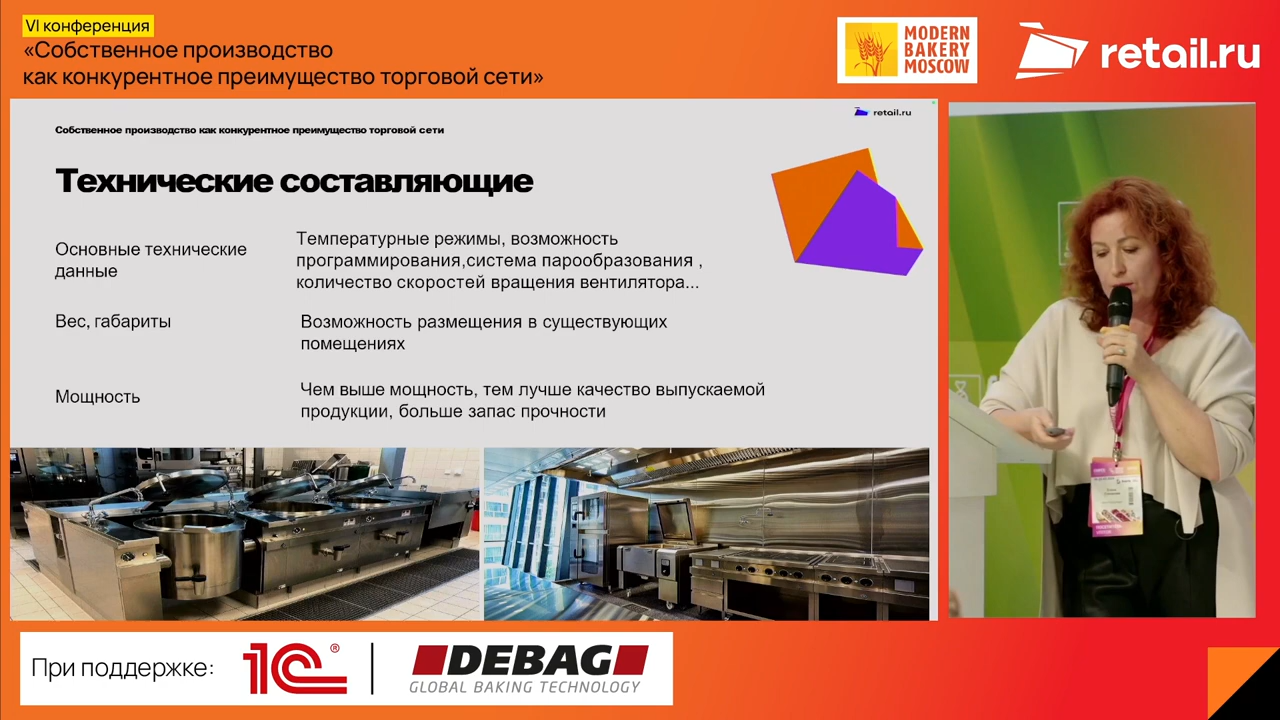 VI конференция
«Собственное производство
как конкурентное преимущество торговой сети»
MODERN
BAKERY
MOSCOW
retail.ru
retail.ru
Собственное производство как конкурентное преимущество торговой сети
Технические составляющие
Основные технические
данные
Температурные режимы, возможность
программирования,система парообразования ,
количество скоростей вращения вентилятора...
Вес, габариты
Возможность размещения в существующих
помещениях
Мощность
Чем выше мощность, тем лучше качество выпускаемой
продукции, больше запас прочности
При поддержке:
1С®
DEBAG
GLOBAL BAKING TECHNOLOGY